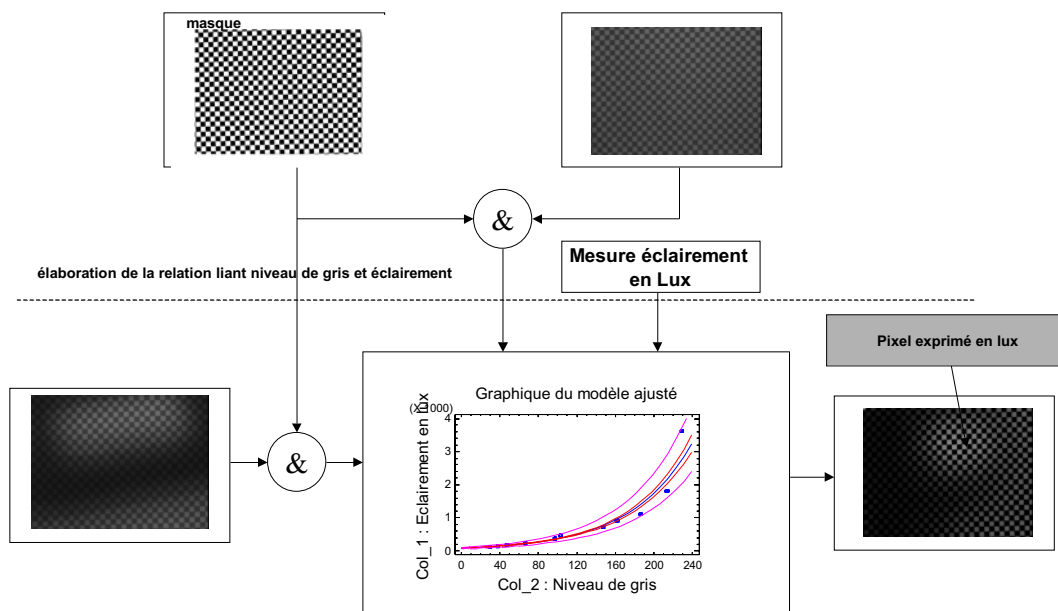 masque
&
élaboration de la relation liant niveau de gris et éclairement
Mesure éclairement
en Lux
Pixel exprimé en lux
&
Graphique du modèle ajusté
(X 1000)
Col_1 : Eclairement en lux
4
3
2
1
0
0 40 80 120 160 200 240
Col_2 : Niveau de gris